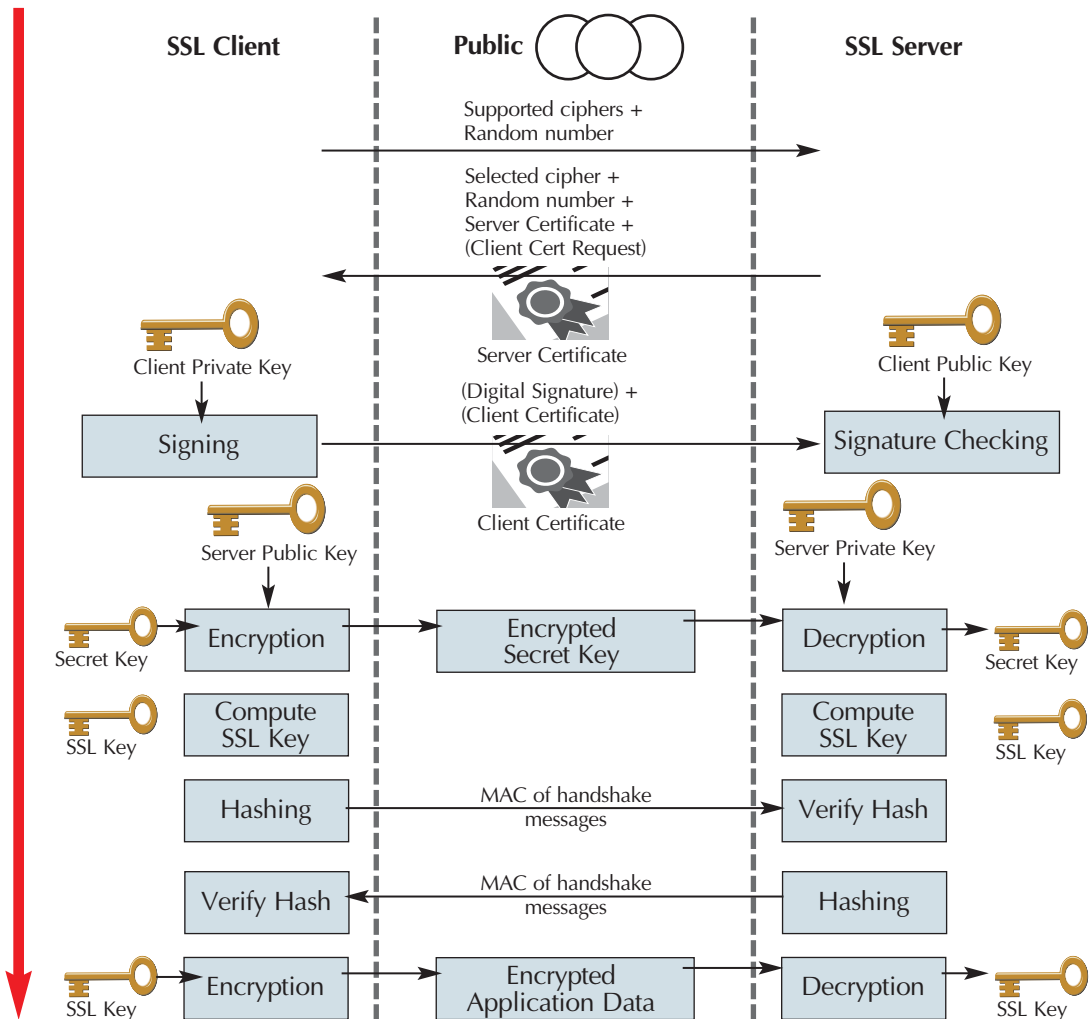 SSL Client
Public
SSL Server
Supported ciphers +
Random number
Selected cipher +
Random number +
Server Certificate +
(Client Cert Request)
Server Certificate
Client Private Key
Client Public Key
(Digital Signature) +
(Client Certificate)
Signing
Signature Checking
Client Certificate
Server Public Key
Server Private Key
Secret Key
Encryption
Encrypted
Secret Key
Decryption
Secret Key
SSL Key
Compute
SSL Key
Compute
SSL Key
SSL Key
Hashing
MAC of handshake
messages
Verify Hash
Verify Hash
MAC of handshake
messages
Hashing
SSL Key
Encryption
Encrypted
Application Data
Decryption
SSL Key